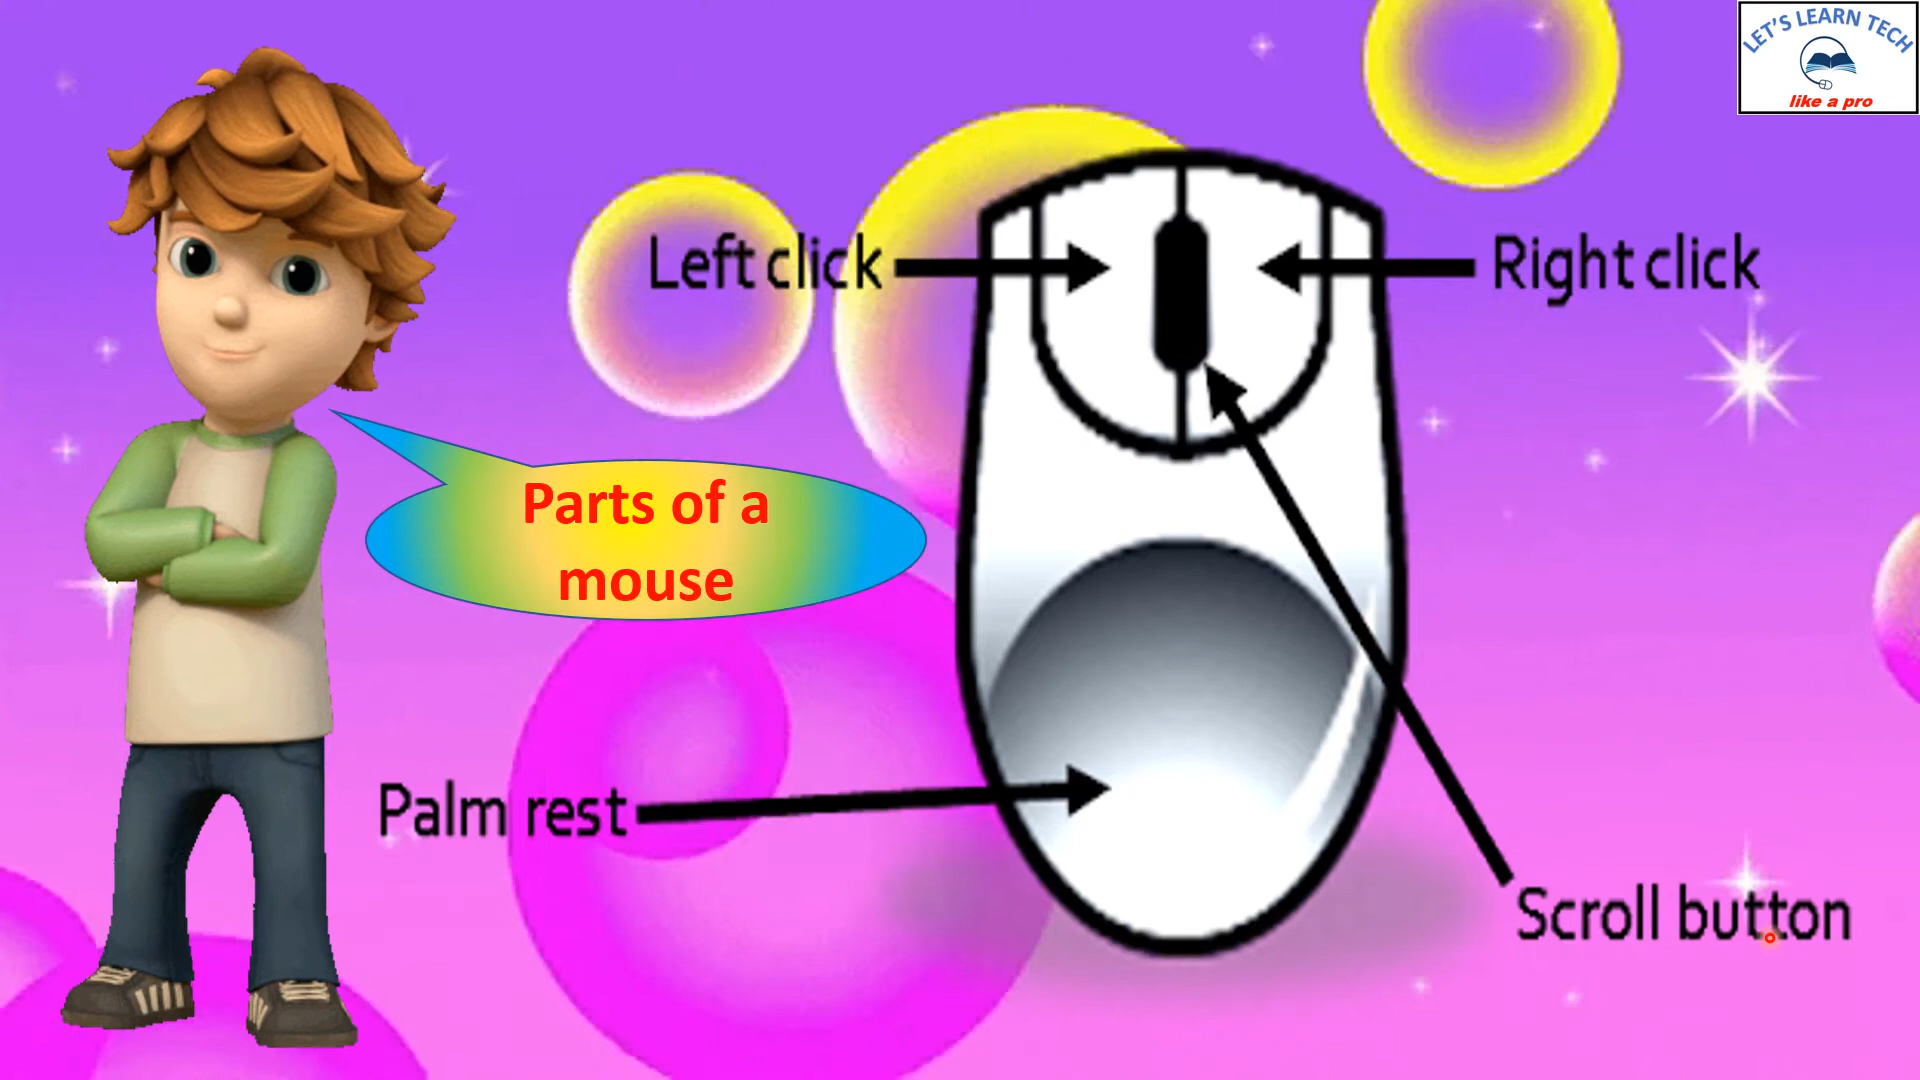 LET'S LEARN TECH
like a pro
Left click
Right click
Parts of a
mouse
Palm rest
Scroll button